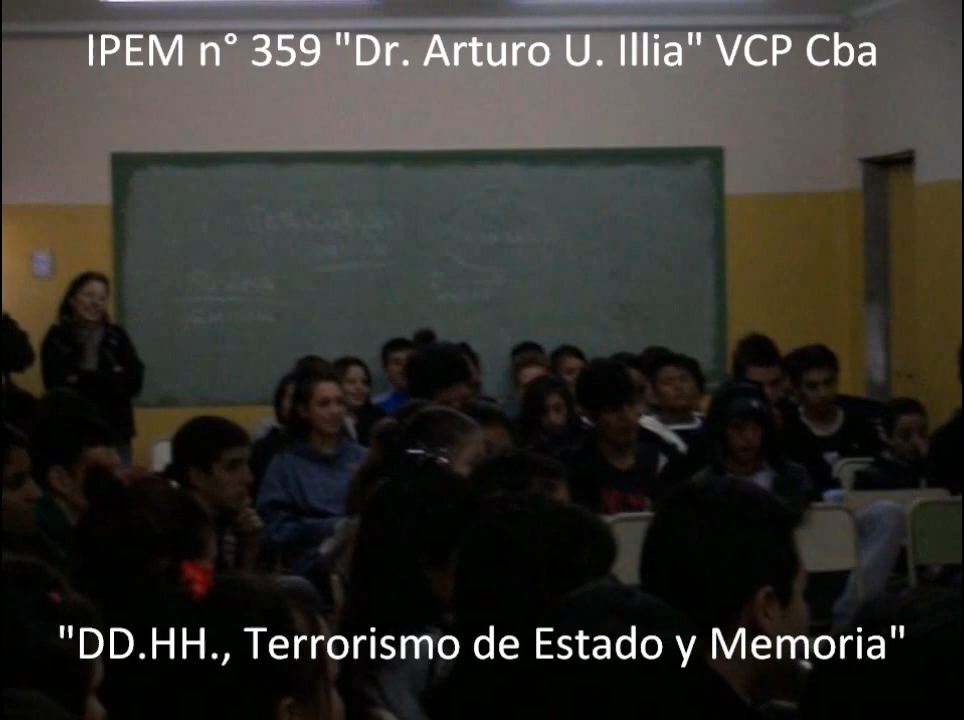 IPEM n° 359 "Dr. Arturo U. Illia" VCP Cba
"DD.HH., Terrorismo de Estado y Memoria"